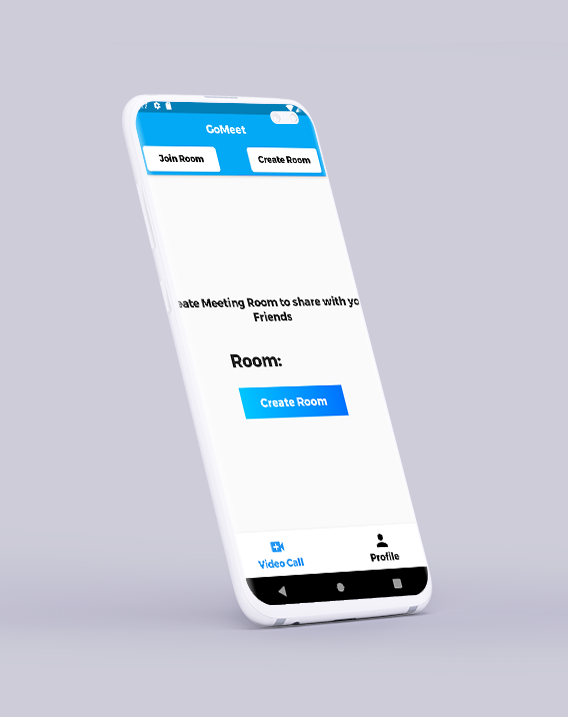 GoMeet
Join Room Create Room
eate Meeting Room to share with yo
Friends
Room:
Create Room
Video Call Profile